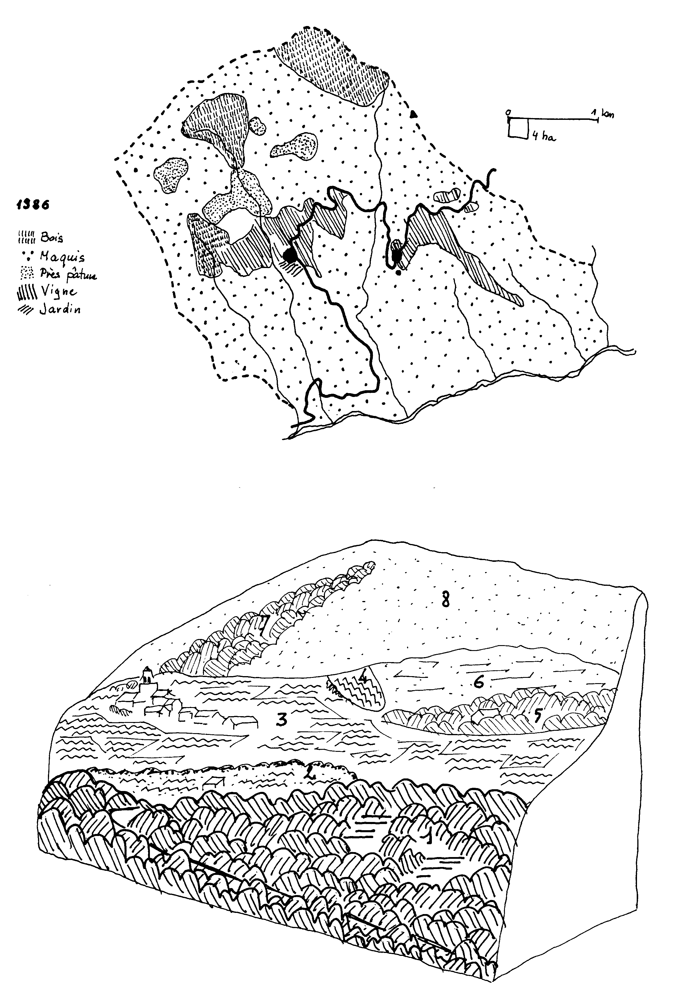 0 1 km
4 ha
1986
Bois
Maquis
Près pâture
Vigne
Jardin
8
7
4
6
5
3
2
1